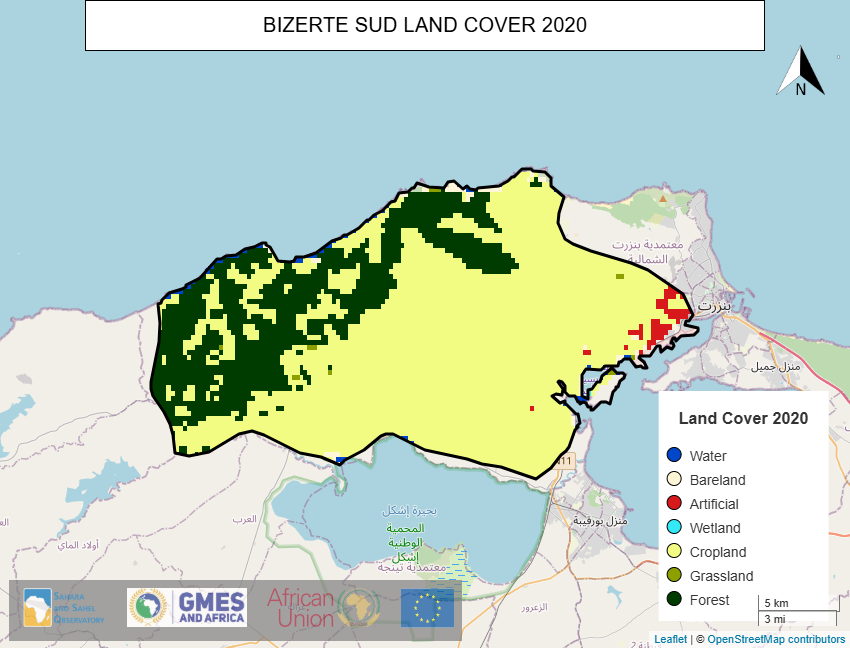 BIZERTE SUD LAND COVER 2020
N
معتمدية بنزرت
الشمالية
بنزرت
منزل جميل
Land Cover 2020
Water
Bareland
Artificial
Wetland
Cropland
Grassland
Forest
11
منزل بورقيبة
بحيرة إشكل
المحمية
الوطنية
إشكل
معتمدية تينجة
العرب
أولاد الماي
الزعرور
SAHARA
AND SAHEL
OBSERVATORY
GMES
AND AFRICA
African
Union
5 km
3 mi
Leaflet | © OpenStreetMap contributors